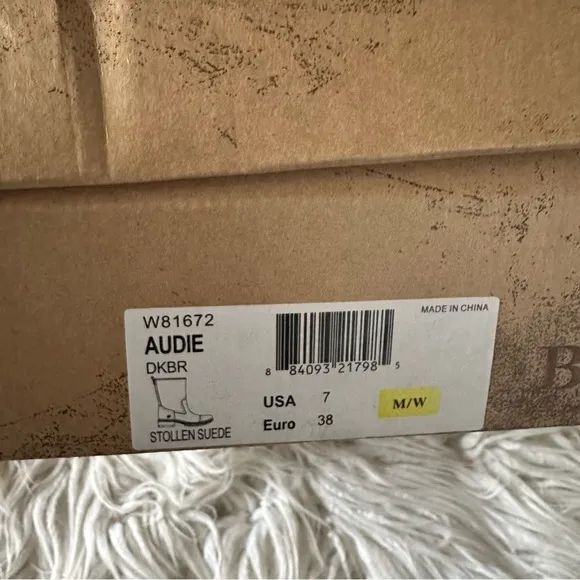 W81672
AUDIE
DKBR
STOLLEN SUEDE
8 84093 21798 5
MADE IN CHINA
USA 7
Euro 38
M/W
B